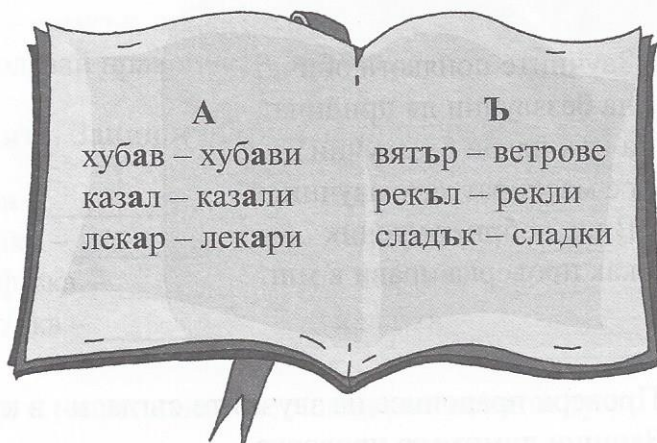 А
хубав – хубави
казал – казали
лекар – лекари
Ъ
вятър – ветрове
рекъл – рекли
сладък – сладки